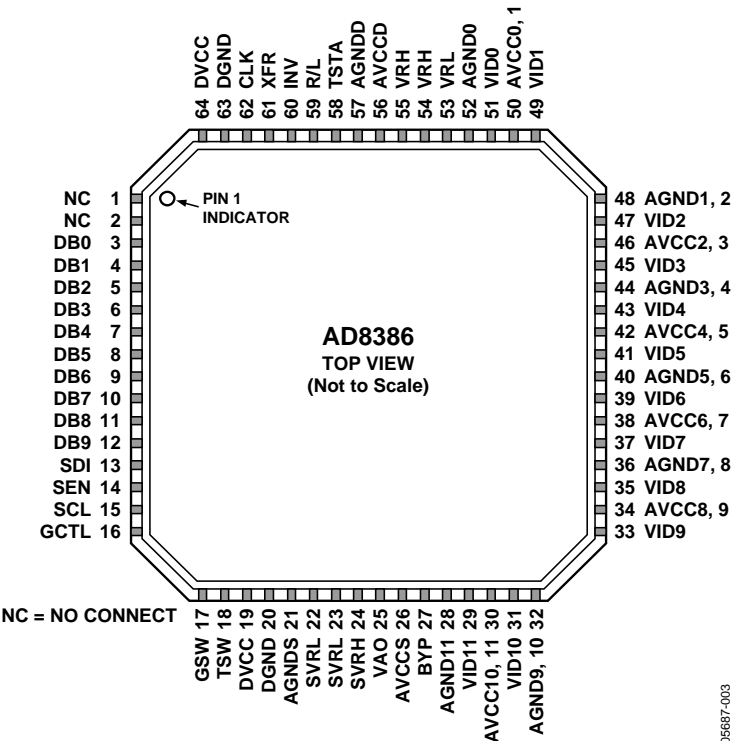 64 DVCC
63 DGND
62 CLK
61 XFR
60 INV
59 R/L
58 TSTA
57 AGNDD
56 AVCCD
55 VRH
54 VRH
53 VRL
52 AGND0
51 VID0
50 AVCC0, 1
49 VID1
NC 1
NC 2
DB0 3
DB1 4
DB2 5
DB3 6
DB4 7
DB5 8
DB6 9
DB7 10
DB8 11
DB9 12
SDI 13
SEN 14
SCL 15
GCTL 16
PIN 1
INDICATOR
AD8386
TOP VIEW
(Not to Scale)
48 AGND1, 2
47 VID2
46 AVCC2, 3
45 VID3
44 AGND3, 4
43 VID4
42 AVCC4, 5
41 VID5
40 AGND5, 6
39 VID6
38 AVCC6, 7
37 VID7
36 AGND7, 8
35 VID8
34 AVCC8, 9
33 VID9
NC = NO CONNECT
GSW 17
TSW 18
DVCC 19
DGND 20
AGNDS 21
SVRL 22
SVRL 23
SVRH 24
VAO 25
AVCCS 26
BYP 27
AGND11 28
VID11 29
AVCC10, 11 30
VID10 31
AGND9, 10 32
05687-003